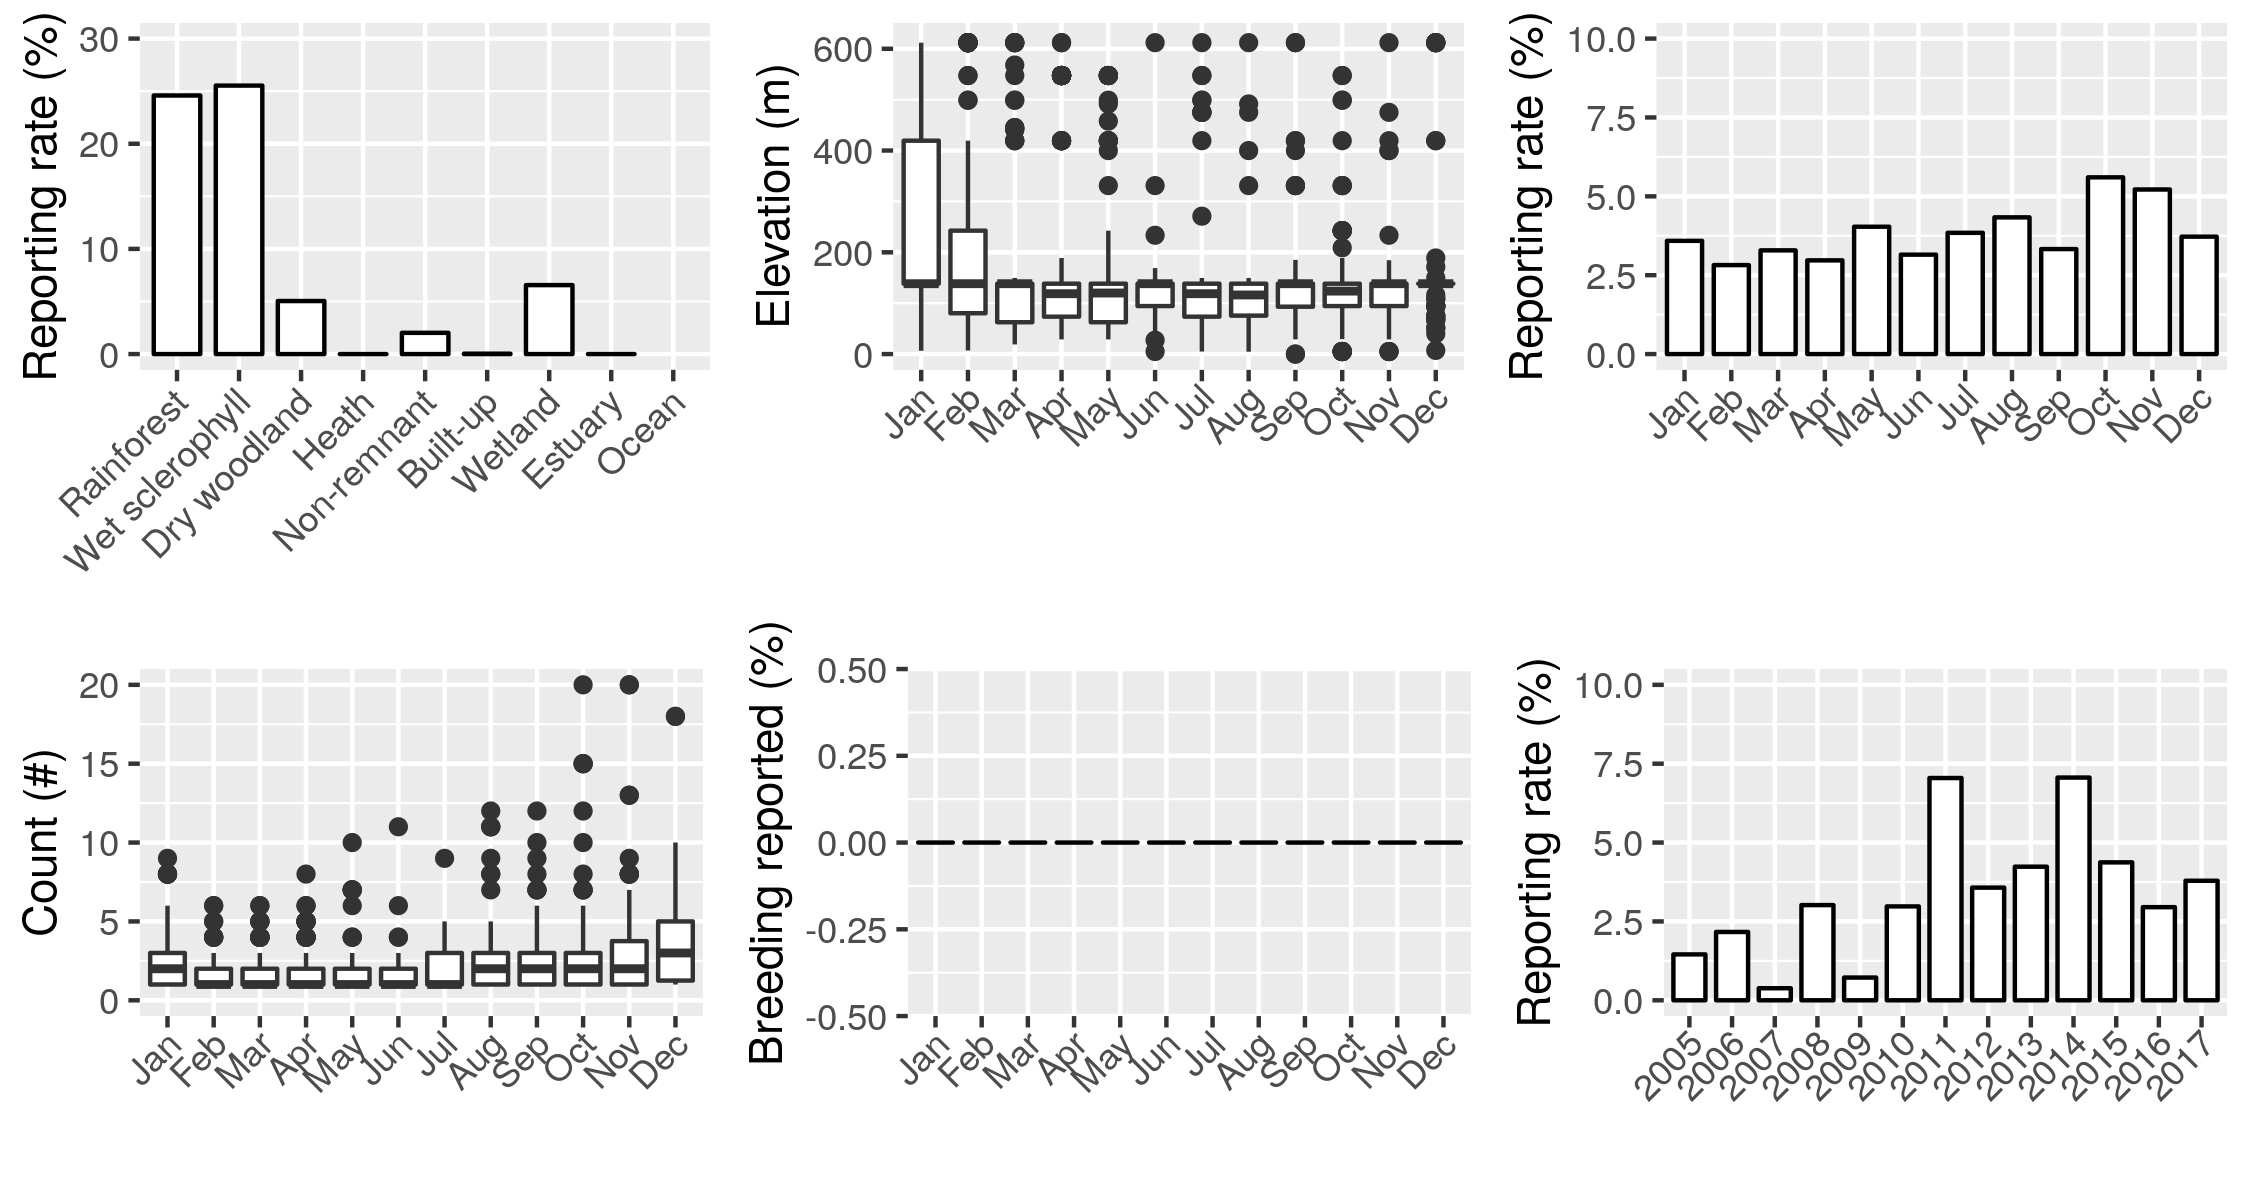 Reporting rate (%)
30
20
10
0
Rainforest
Wet sclerophyll
Dry woodland
Heath
Non-remnant
Built-up
Wetland
Estuary
Ocean
Elevation (m)
600
400
200
0
Jan
Feb
Mar
Apr
May
Jun
Jul
Aug
Sep
Oct
Nov
Dec
Reporting rate (%)
10.0
7.5
5.0
2.5
0.0
Jan
Feb
Mar
Apr
May
Jun
Jul
Aug
Sep
Oct
Nov
Dec
Count (#)
20
15
10
5
0
Jan
Feb
Mar
Apr
May
Jun
Jul
Aug
Sep
Oct
Nov
Dec
Breeding reported (%)
0.50
0.25
0.00
-0.25
-0.50
Jan
Feb
Mar
Apr
May
Jun
Jul
Aug
Sep
Oct
Nov
Dec
Reporting rate (%)
10.0
7.5
5.0
2.5
0.0
2005
2006
2007
2008
2009
2010
2011
2012
2013
2014
2015
2016
2017